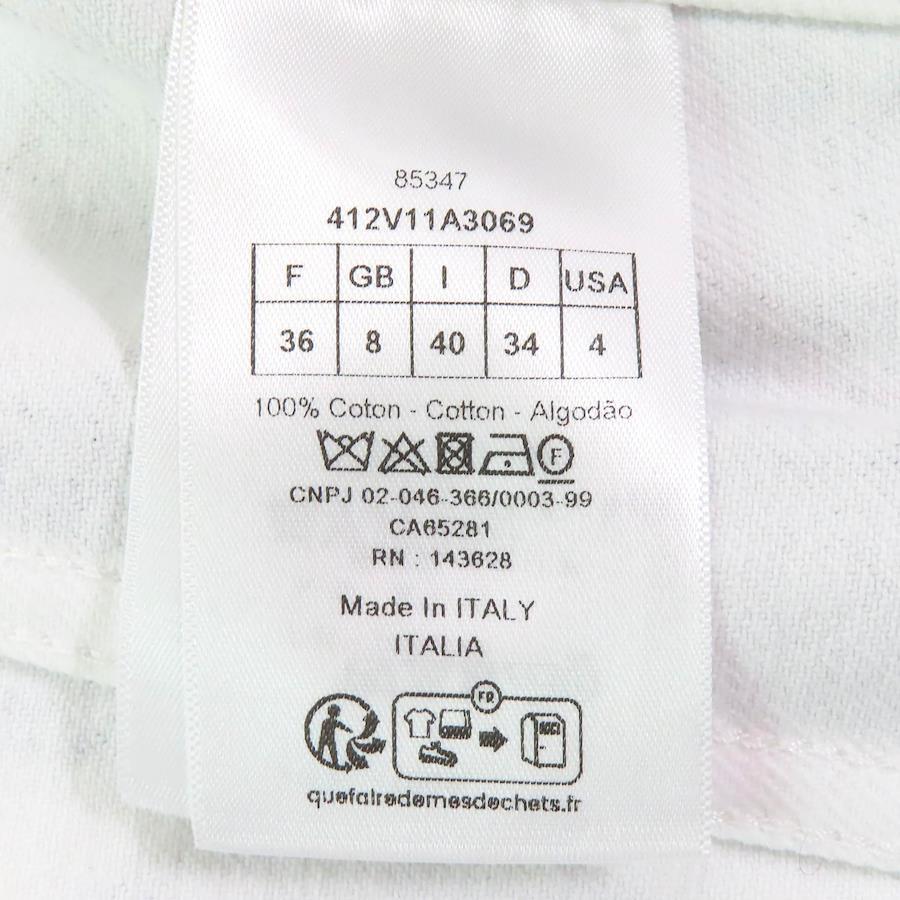 85347
412V11A3069
F GB I D USA
36 8 40 34 4
100% Coton - Cotton - Algodão
F
CNPJ 02-046-366/0003-99
CA65281
RN : 143628
Made In ITALY
ITALIA
FR
quefairedemesdechets.fr